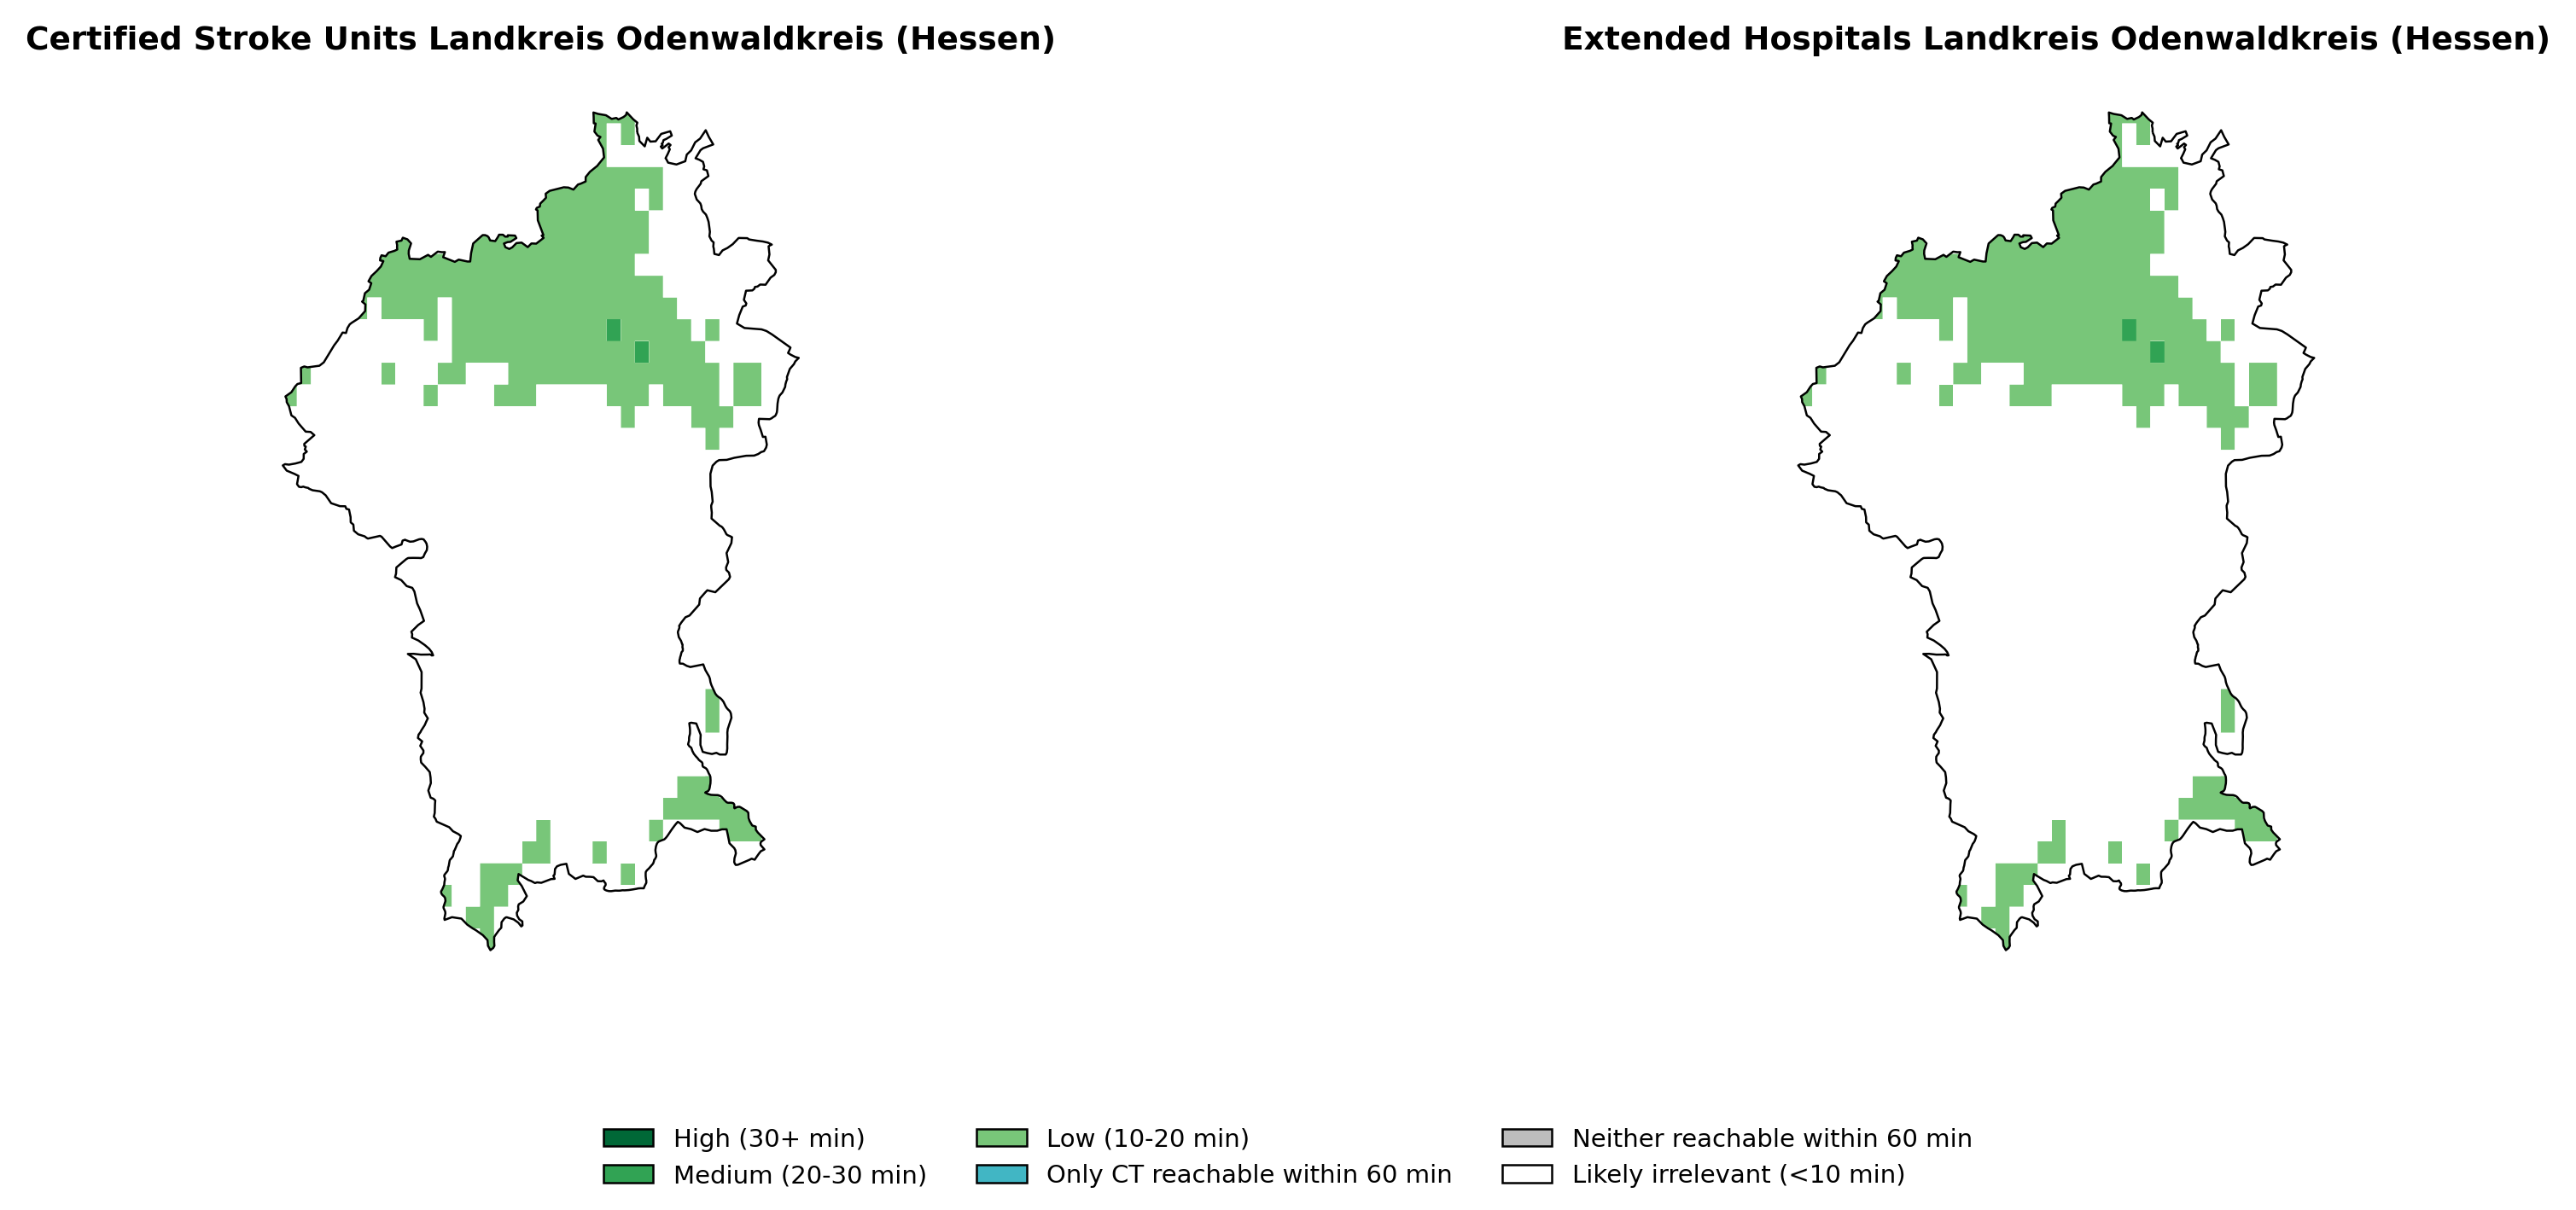 Certified Stroke Units Landkreis Odenwaldkreis (Hessen)
Extended Hospitals Landkreis Odenwaldkreis (Hessen)
High (30+ min)
Medium (20-30 min)
Low (10-20 min)
Only CT reachable within 60 min
Neither reachable within 60 min
Likely irrelevant (<10 min)